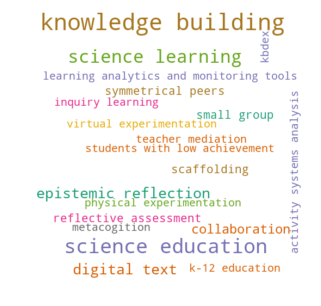 knowledge building
kbdex
science learning
learning analytics and monitoring tools
symmetrical peers
inquiry learning
small group
virtual experimentation
teacher mediation
students with low achievement
activity systems analysis
scaffolding
epistemic reflection
physical experimentation
reflective assessment
metacogition
collaboration
science education
digital text
k-12 education